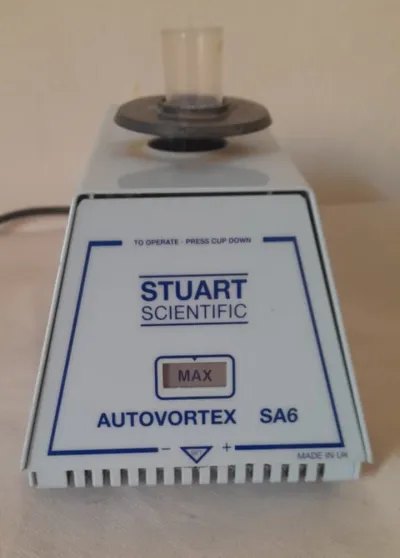 TO OPERATE - PRESS CUP DOWN
STUART
SCIENTIFIC
MAX
AUTOVORTEX SA6
- +
MADE IN UK